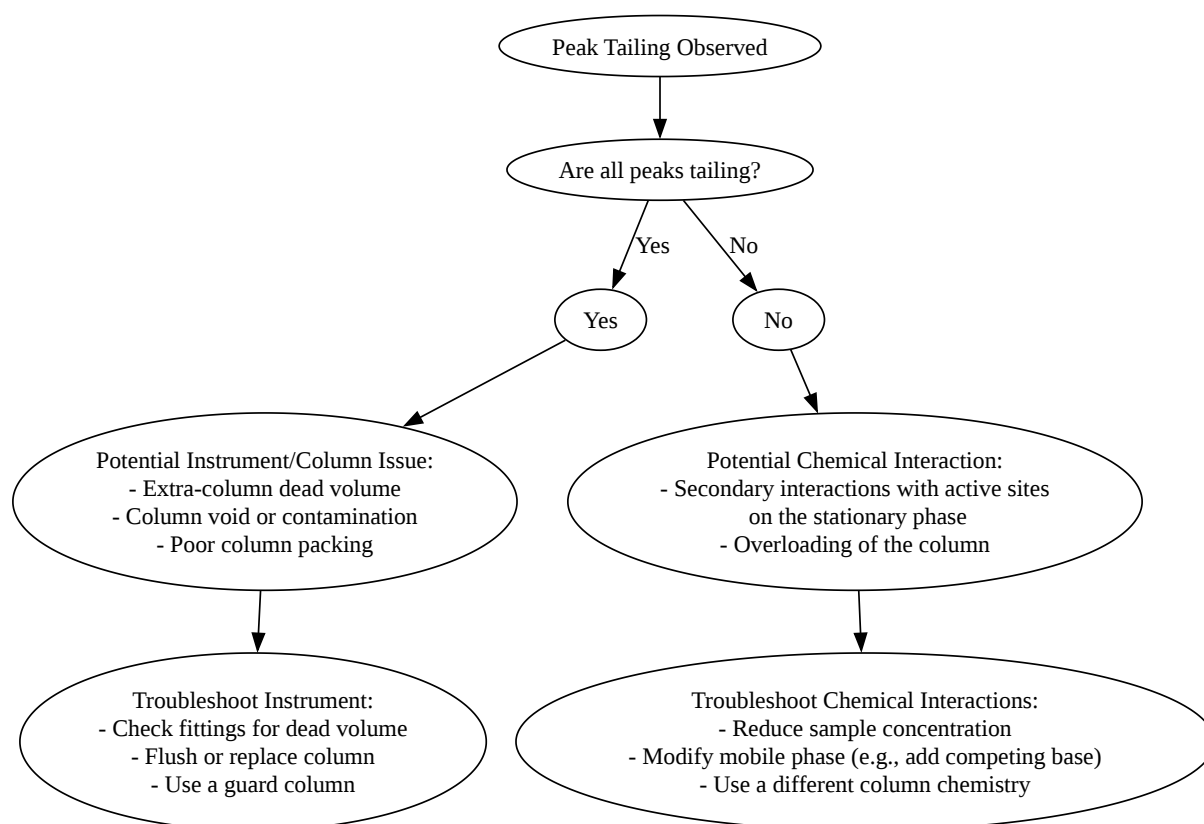 Peak Tailing Observed
Are all peaks tailing?
Yes
No
Yes
No
Potential Instrument/Column Issue:
- Extra-column dead volume
- Column void or contamination
- Poor column packing
Potential Chemical Interaction:
- Secondary interactions with active sites
on the stationary phase
- Overloading of the column
Troubleshoot Instrument:
- Check fittings for dead volume
- Flush or replace column
- Use a guard column
Troubleshoot Chemical Interactions:
- Reduce sample concentration
- Modify mobile phase (e.g., add competing base)
- Use a different column chemistry